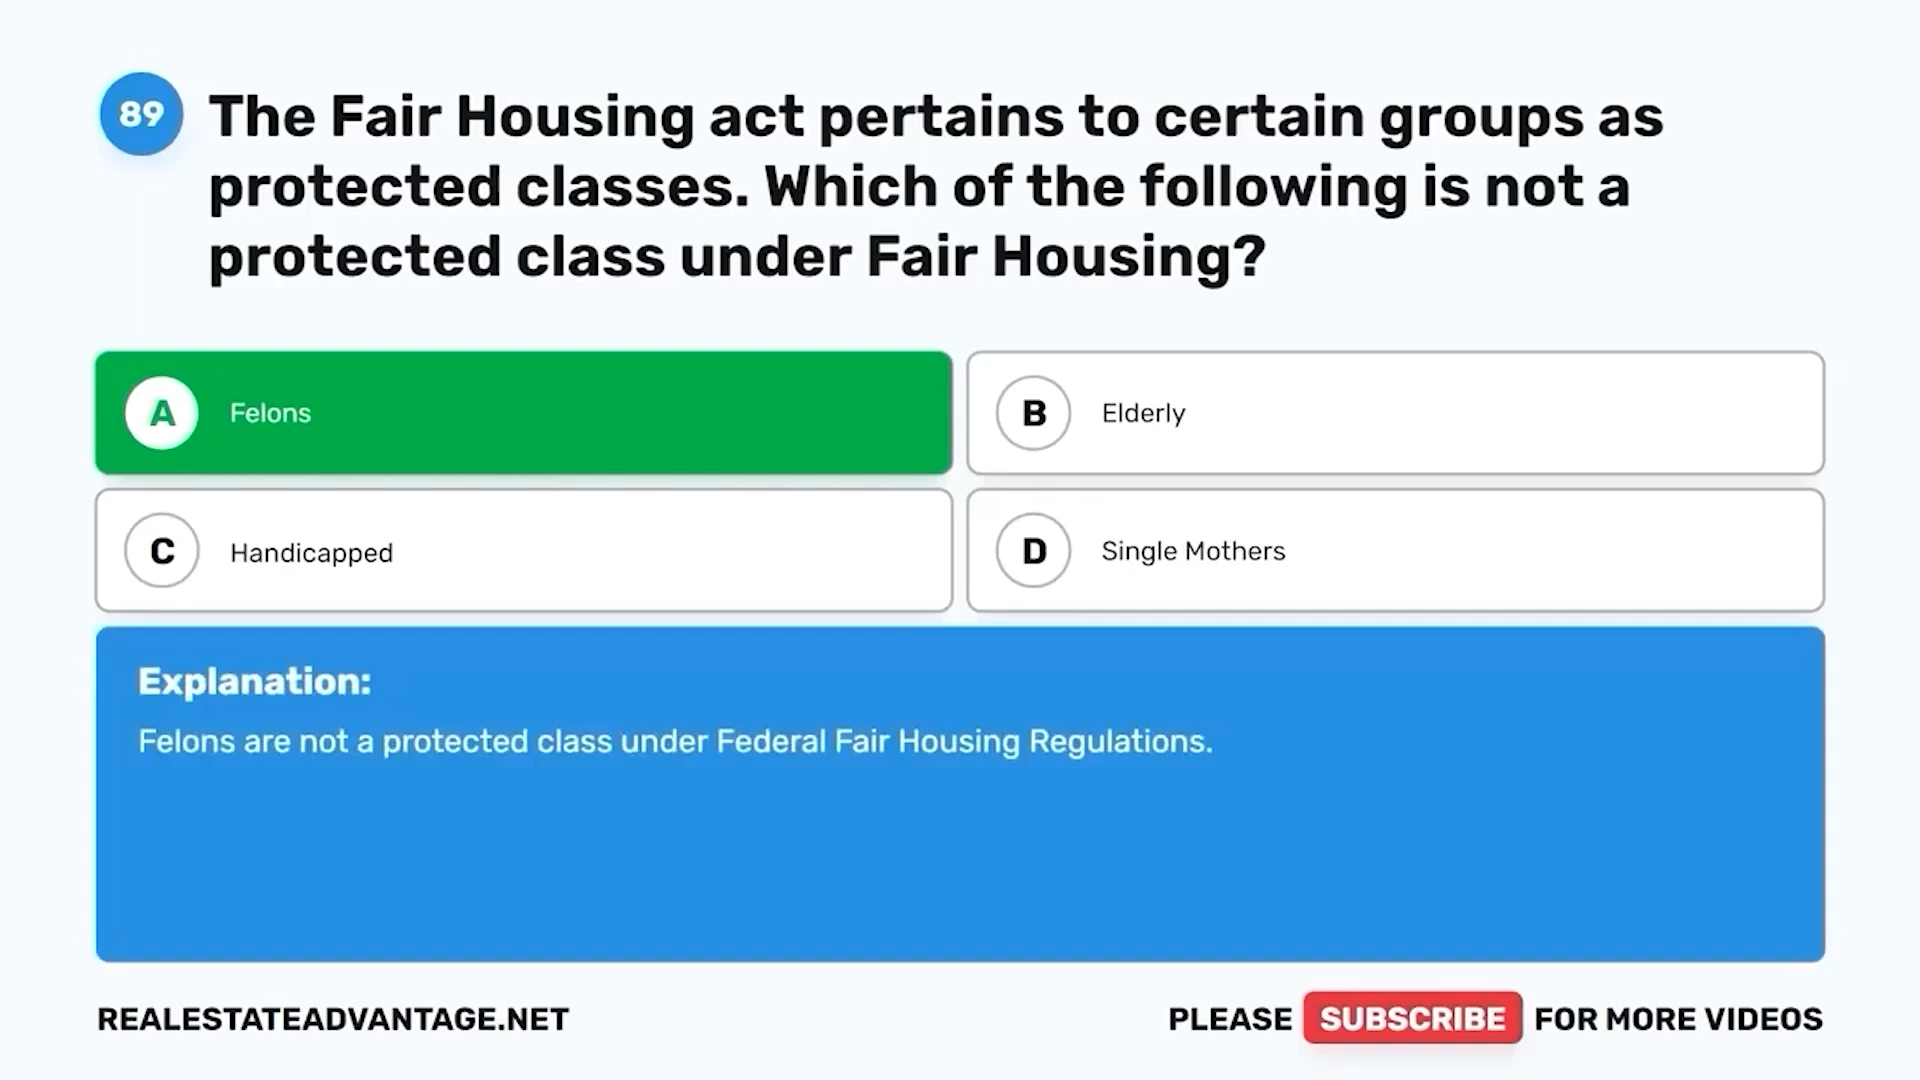 89
The Fair Housing act pertains to certain groups as
protected classes. Which of the following is not a
protected class under Fair Housing?
A Felons
B Elderly
C Handicapped
D Single Mothers
Explanation:
Felons are not a protected class under Federal Fair Housing Regulations.
REALESTATEADVANTAGE.NET
PLEASE SUBSCRIBE FOR MORE VIDEOS